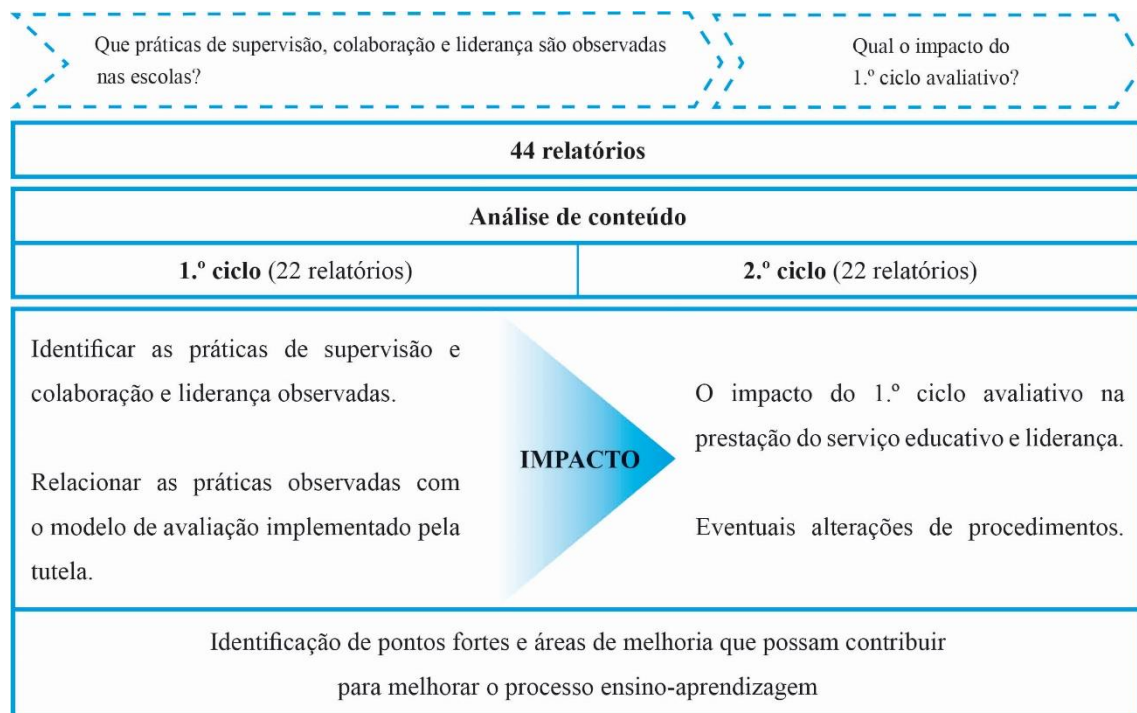 Que práticas de supervisão, colaboração e liderança são observadas
nas escolas?
Qual o impacto do
1.º ciclo avaliativo?
44 relatórios
Análise de conteúdo
1.º ciclo (22 relatórios)
2.º ciclo (22 relatórios)
Identificar as práticas de supervisão e
colaboração e liderança observadas.
Relacionar as práticas observadas com
o modelo de avaliação implementado pela
tutela.
IMPACTO
O impacto do 1.º ciclo avaliativo na
prestação do serviço educativo e liderança.
Eventuais alterações de procedimentos.
Identificação de pontos fortes e áreas de melhoria que possam contribuir
para melhorar o processo ensino-aprendizagem